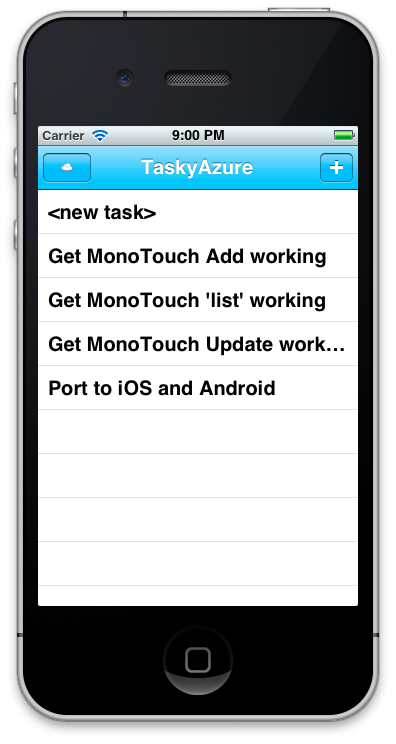 Carrier 9:00 PM
TaskyAzure +
<new task>
Get MonoTouch Add working
Get MonoTouch 'list' working
Get MonoTouch Update work...
Port to iOS and Android